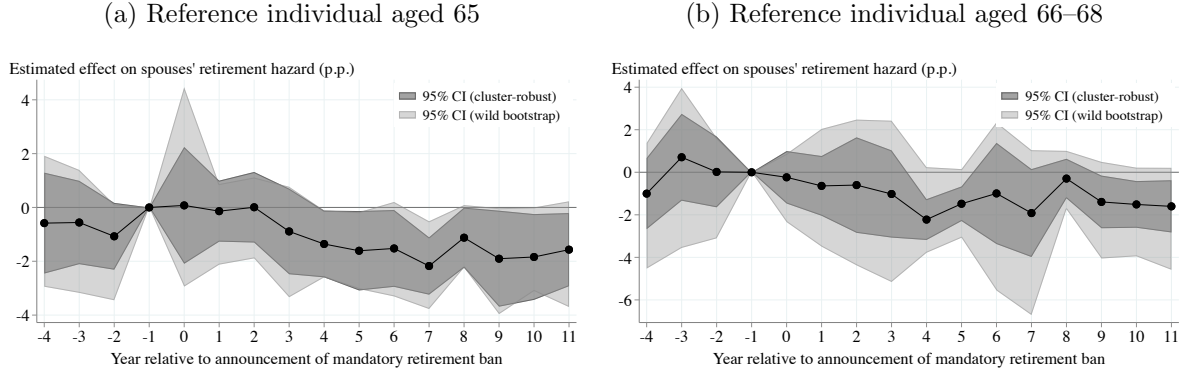 (a) Reference individual aged 65
Estimated effect on spouses' retirement hazard (p.p.)
95% CI (cluster-robust)
95% CI (wild bootstrap)
4
2
0
-2
-4
-4 -3 -2 -1 0 1 2 3 4 5 6 7 8 9 10 11
Year relative to announcement of mandatory retirement ban
(b) Reference individual aged 66–68
Estimated effect on spouses' retirement hazard (p.p.)
95% CI (cluster-robust)
95% CI (wild bootstrap)
4
2
0
-2
-4
-6
-4 -3 -2 -1 0 1 2 3 4 5 6 7 8 9 10 11
Year relative to announcement of mandatory retirement ban